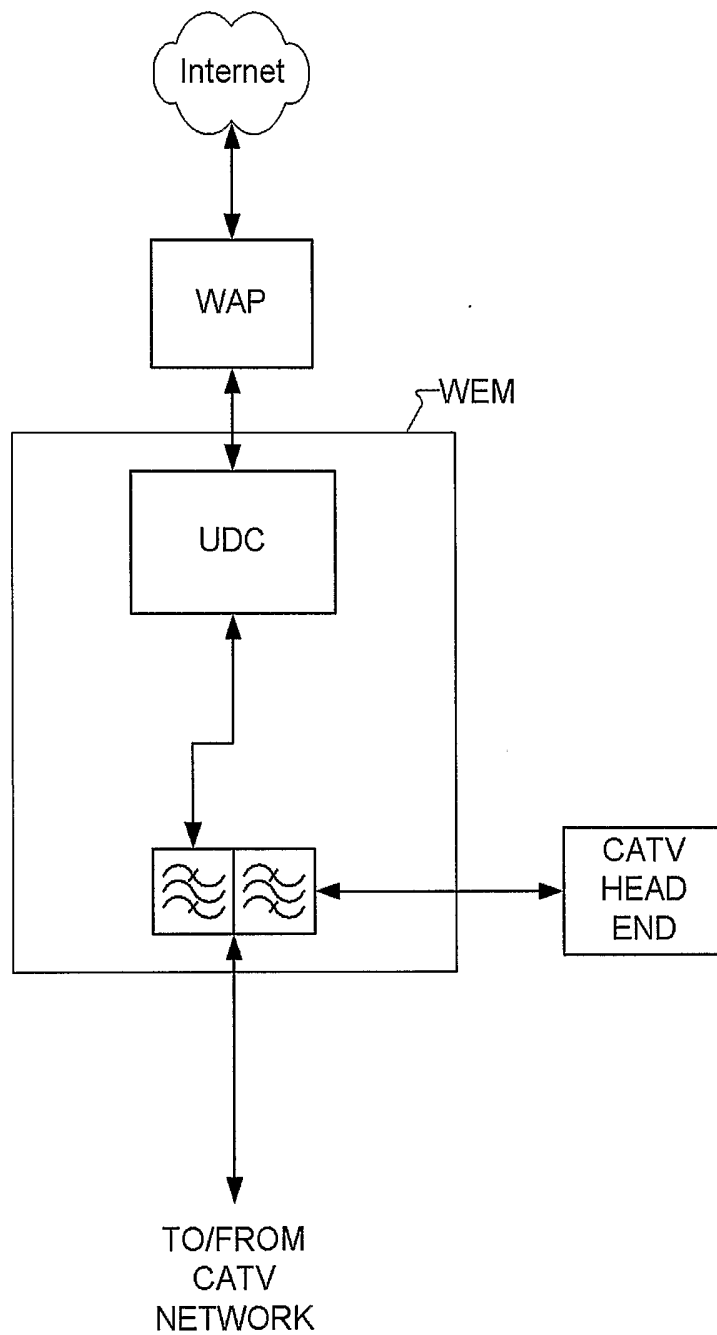 Internet
WAP
WEM
UDC
CATV
HEAD
END
TO/FROM
CATV
NETWORK